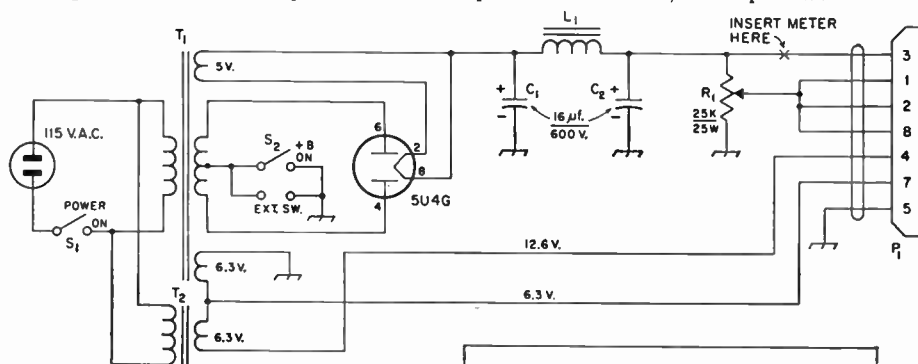 INSERT METER
HERE
T1
L1
5V.
3
1
2
8
4
7
5
P1
+
C1
-
16 µf.
600 V.
C2 +
-
R1
25K
25W
115 V.A.C.
6
2
8
4
5U4G
S2
+B
ON
EXT. SW.
POWER
ON
S1
12.6 V.
6.3 V.
6.3 V.
T2
6.3 V.